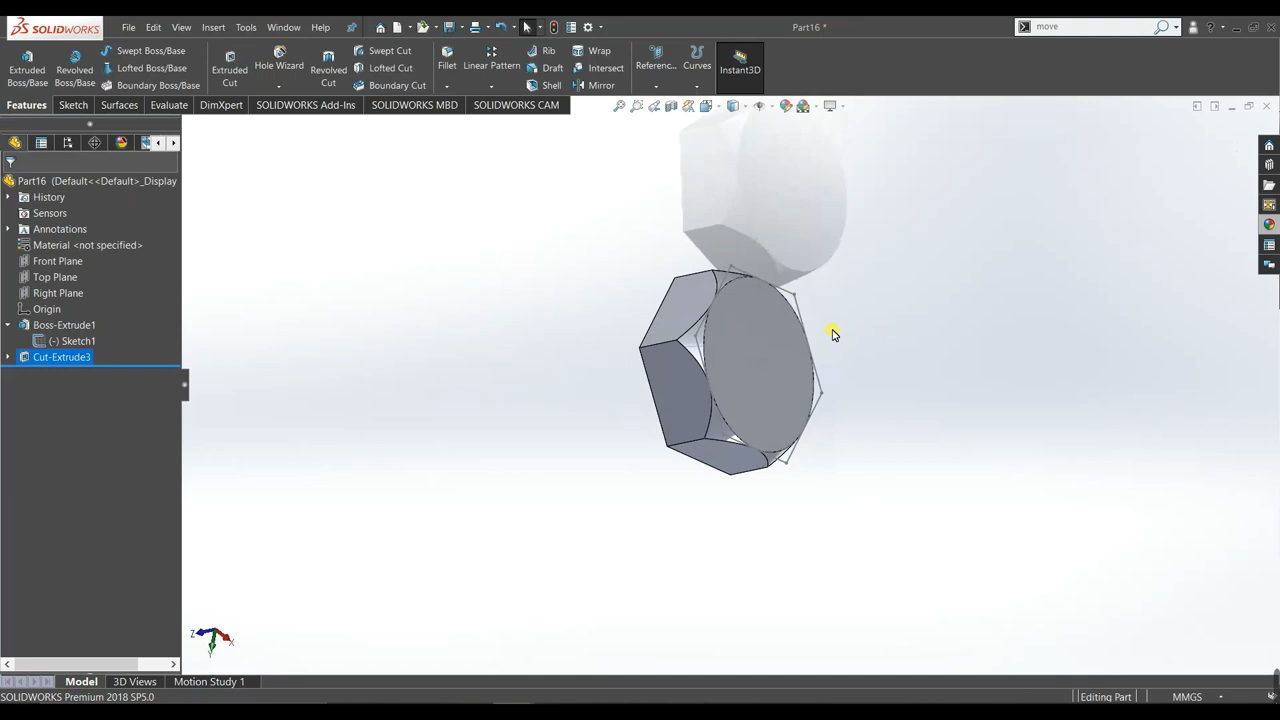 SOLIDWORKS
File
Edit
View
Insert
Tools
Window
Help
Part16 *
move
Extruded
Boss/Base
Revolved
Boss/Base
Swept Boss/Base
Lofted Boss/Base
Boundary Boss/Base
Extruded
Cut
Hole Wizard
Revolved
Cut
Swept Cut
Lofted Cut
Boundary Cut
Fillet
Linear Pattern
Rib
Draft
Shell
Wrap
Intersect
Mirror
Referenc...
Curves
Instant3D
Features
Sketch
Surfaces
Evaluate
DimXpert
SOLIDWORKS Add-Ins
SOLIDWORKS MBD
SOLIDWORKS CAM
Part16 (Default<<Default>_Display
History
Sensors
Annotations
Material <not specified>
Front Plane
Top Plane
Right Plane
Origin
Boss-Extrude1
(-) Sketch1
Cut-Extrude3
Z
X
Y
Model
3D Views
Motion Study 1
SOLIDWORKS Premium 2018 SP5.0
Editing Part
MMGS